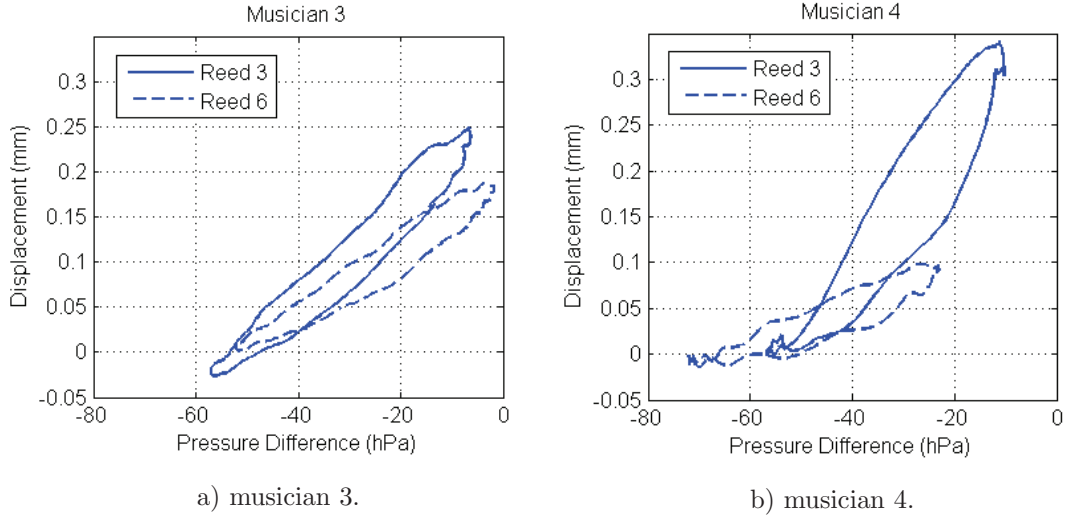 Musician 3
0.3
0.25
0.2
0.15
0.1
0.05
0
-0.05
-80
-60
-40
-20
0
Displacement (mm)
Pressure Difference (hPa)
Reed 3
Reed 6
a) musician 3.
Musician 4
0.3
0.25
0.2
0.15
0.1
0.05
0
-0.05
-80
-60
-40
-20
0
Displacement (mm)
Pressure Difference (hPa)
Reed 3
Reed 6
b) musician 4.